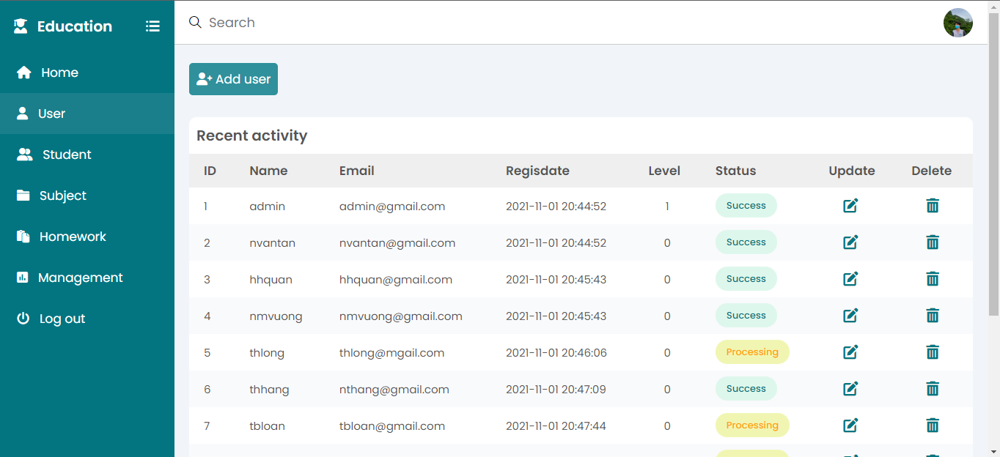 Education
Search
Home
User
Student
Subject
Homework
Management
Log out
Add user
Recent activity
ID Name Email Regisdate Level Status Update Delete
1 admin admin@gmail.com 2021-11-01 20:44:52 1 Success
2 nvantan nvantan@gmail.com 2021-11-01 20:44:52 0 Success
3 hhquan hhquan@gmail.com 2021-11-01 20:45:43 0 Success
4 nmvuong nmvuong@gmail.com 2021-11-01 20:45:43 0 Success
5 thlong thlong@mgail.com 2021-11-01 20:46:06 0 Processing
6 thhang nthang@gmail.com 2021-11-01 20:47:09 0 Success
7 tbloan tbloan@gmail.com 2021-11-01 20:47:44 0 Processing